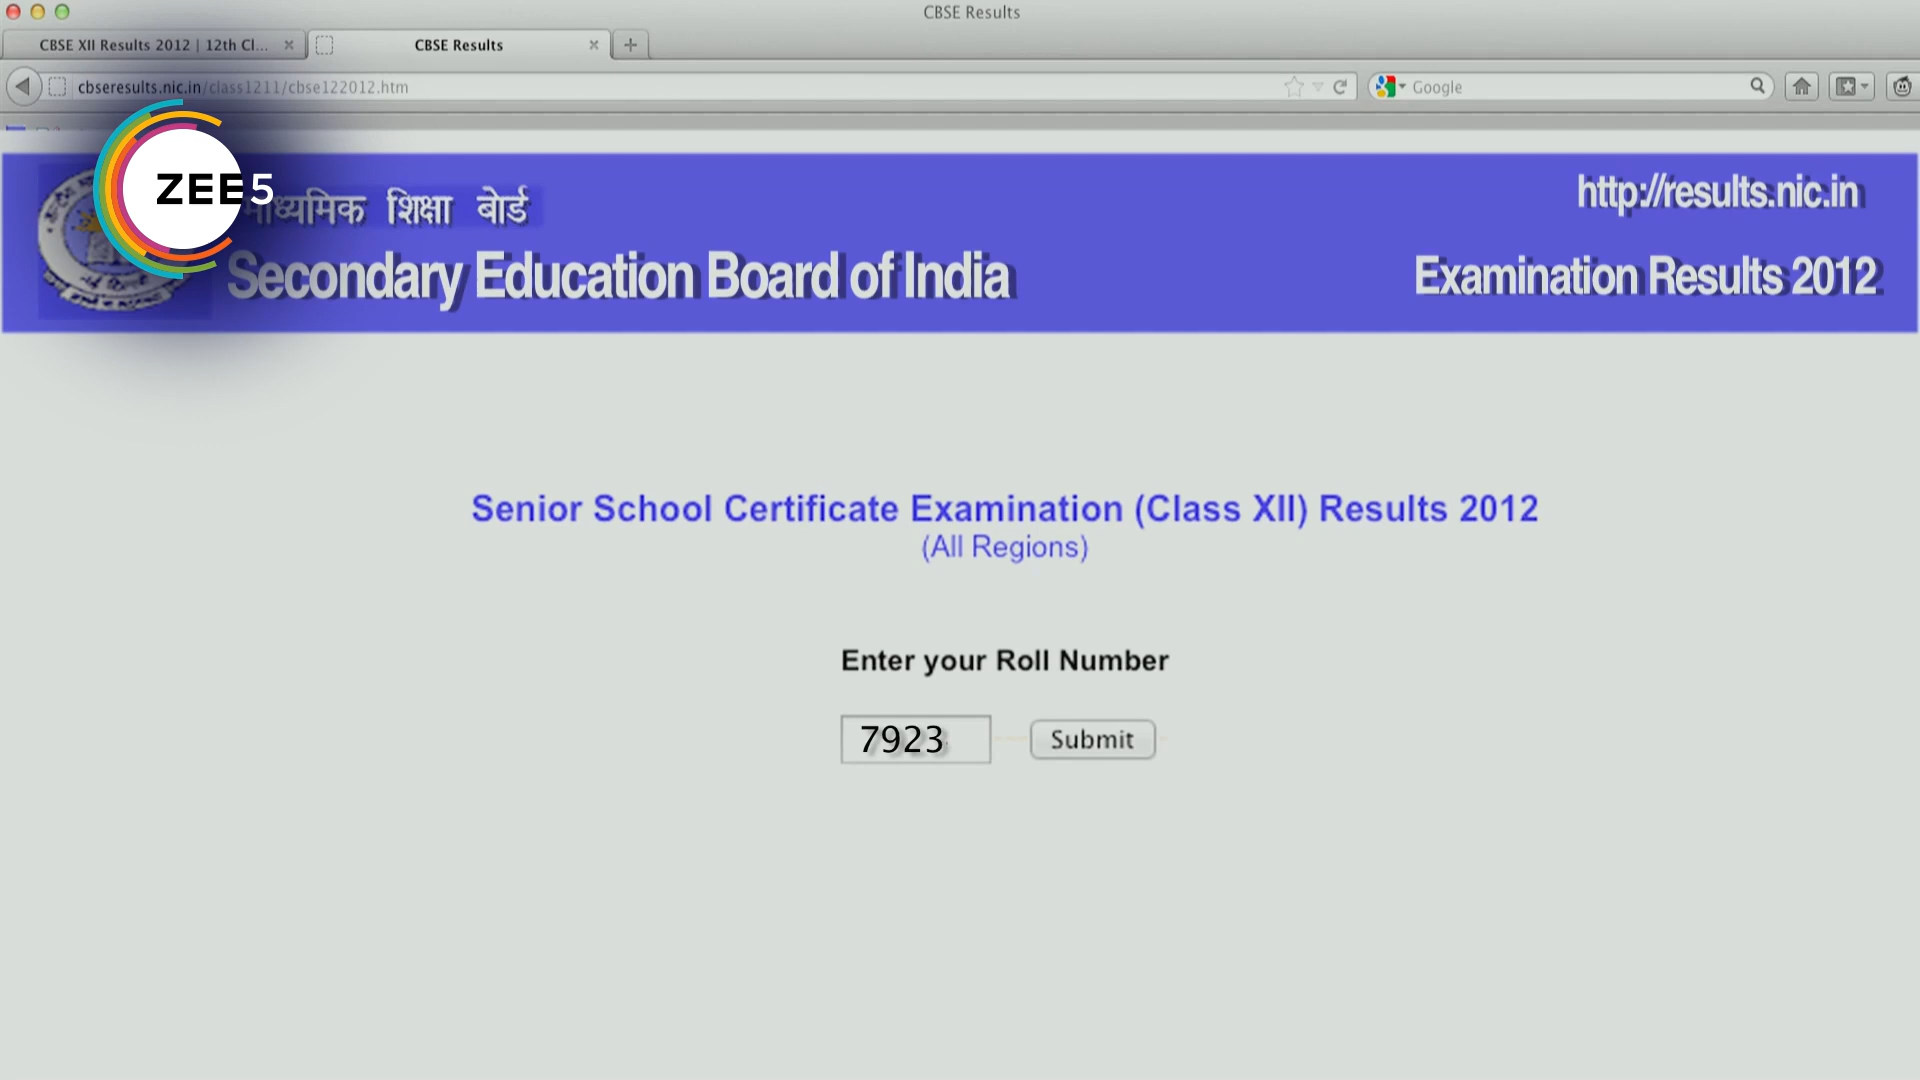 CBSE Results
CBSE XII Results 2012 | 12th Cl...
CBSE Results
cbseresults.nic.in/class1211/cbse122012.htm
Google
ZEE5
माध्यमिक शिक्षा बोर्ड
http://results.nic.in
Secondary Education Board of India
Examination Results 2012
Senior School Certificate Examination (Class XII) Results 2012
(All Regions)
Enter your Roll Number
7923
Submit